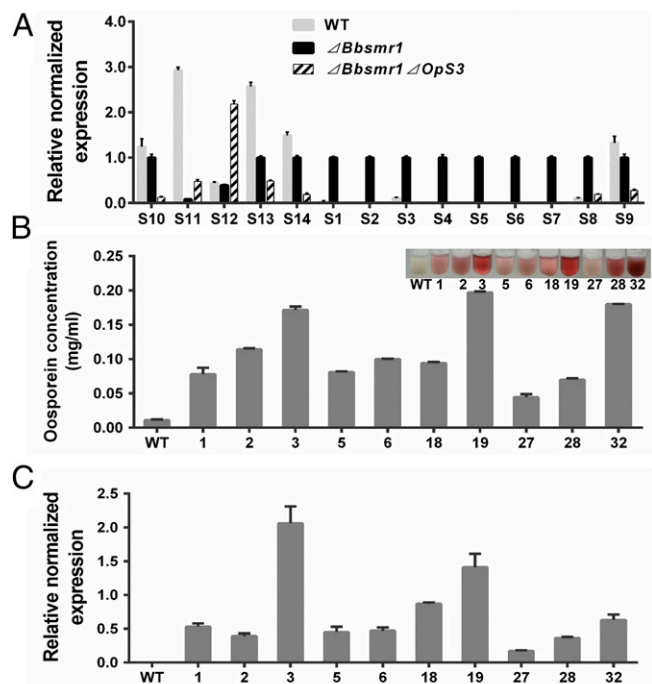 A
WT
⊿Bbsmr1
⊿Bbsmr1⊿OpS3
Relative normalized
expression
4.0
3.0
2.0
1.0
0.0
S10 S11 S12 S13 S14 S1 S2 S3 S4 S5 S6 S7 S8 S9
B
Oosporein concentration
(mg/ml)
0.25
0.20
0.15
0.10
0.05
0.00
WT 1 2 3 5 6 18 19 27 28 32
WT 1 2 3 5 6 18 19 27 28 32
C
Relative normalized
expression
2.5
2.0
1.5
1.0
0.5
0.0
WT 1 2 3 5 6 18 19 27 28 32